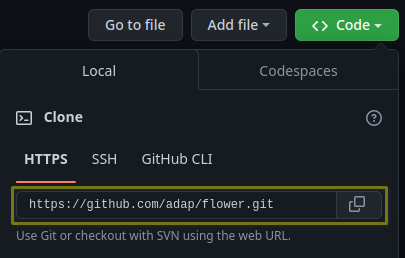 Go to file Add file <> Code
Local Codespaces
Clone
HTTPS SSH GitHub CLI
https://github.com/adap/flower.git
Use Git or checkout with SVN using the web URL.